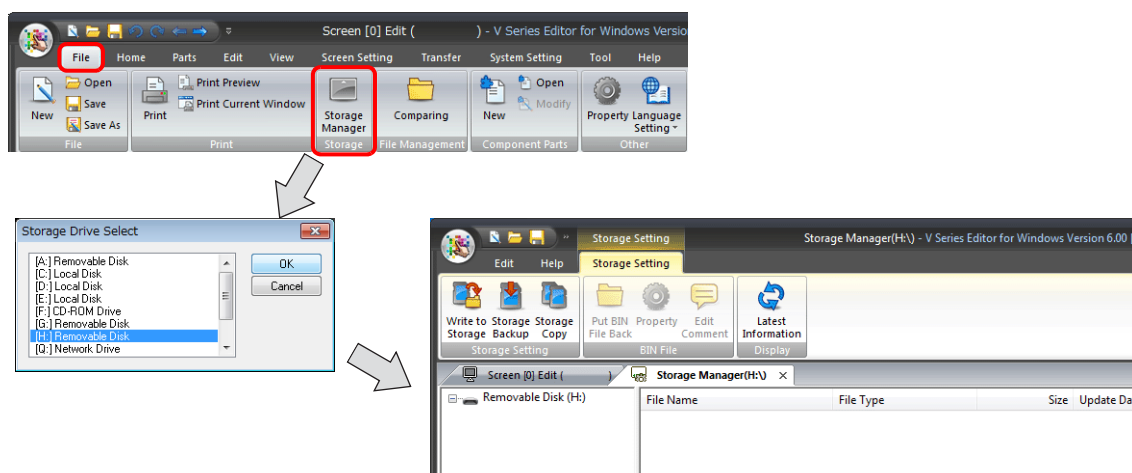 Screen [0] Edit ( ) - V Series Editor for Windows Versio
File Home Parts Edit View Screen Setting Transfer System Setting Tool Help
New
Open
Save
Save As
File
Print
Print Preview
Print Current Window
Print
Storage
Manager
Storage
Comparing
File Management
New
Open
Modify
Component Parts
Property
Language
Setting
Other
Storage Drive Select
[A:] Removable Disk
[C:] Local Disk
[D:] Local Disk
[E:] Local Disk
[F:] CD-ROM Drive
[G:] Removable Disk
[H:] Removable Disk
[Q:] Network Drive
OK
Cancel
Storage Setting
Storage Manager(H:\) - V Series Editor for Windows Version 6.00 [
Edit Help Storage Setting
Write to
Storage
Storage
Backup
Storage
Copy
Storage Setting
Put BIN
File Back
Property
Edit
Comment
BIN File
Latest
Information
Display
Screen [0] Edit ( )
Storage Manager(H:\) ×
Removable Disk (H:)
File Name File Type Size Update Da